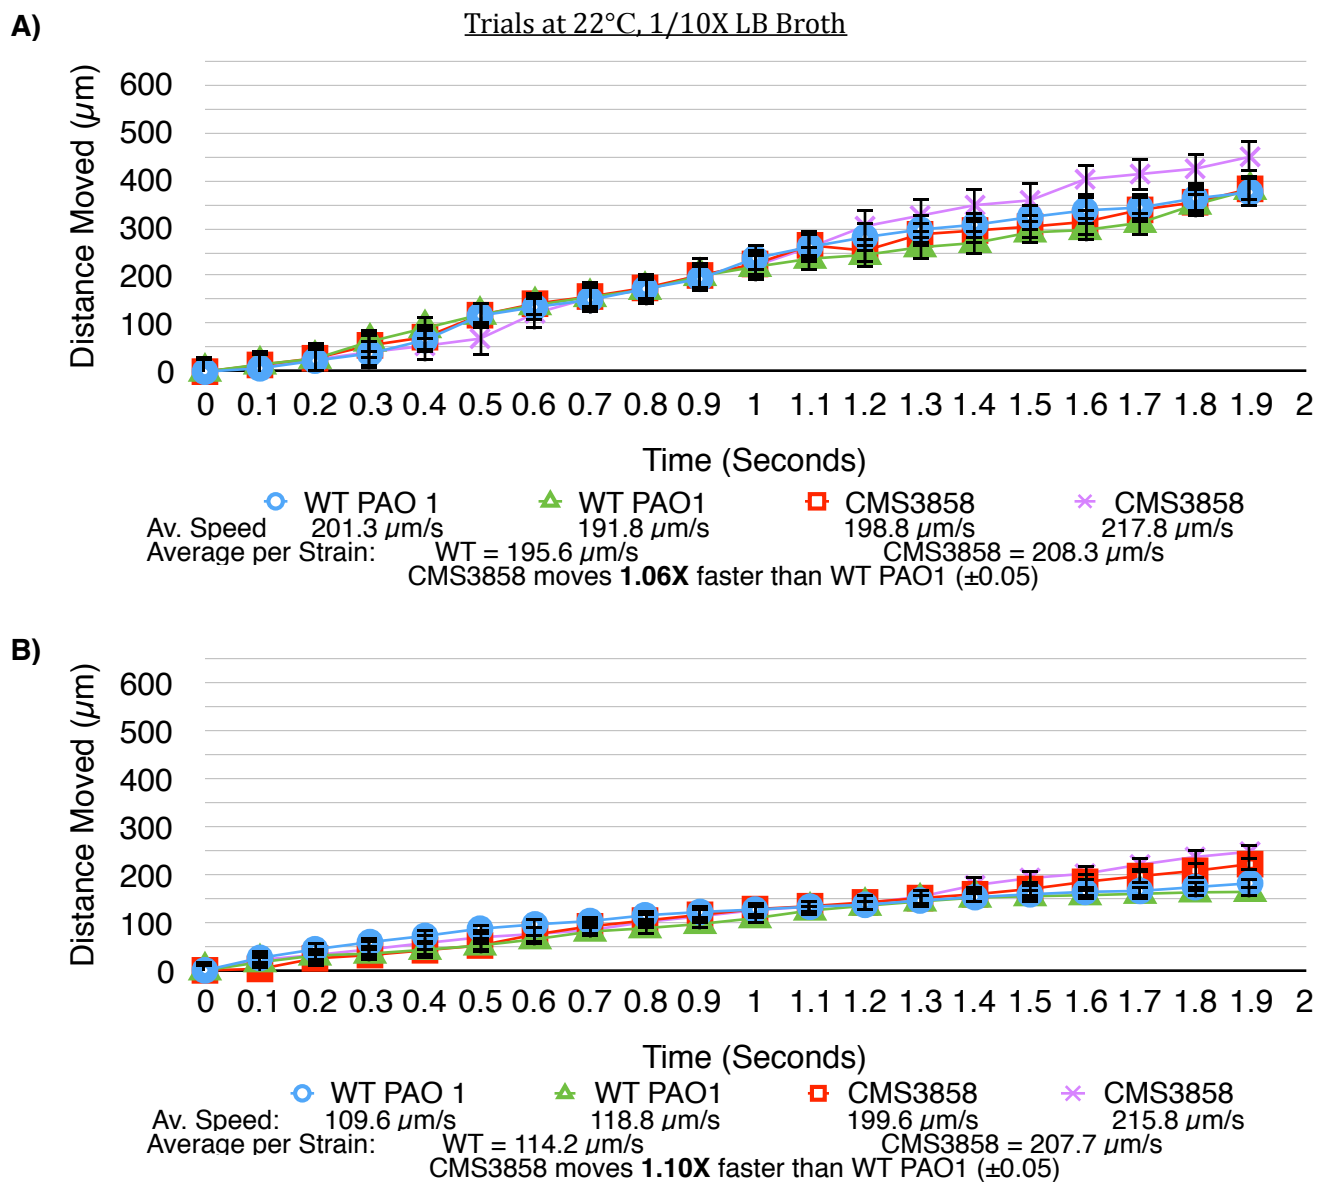 A)
Trials at 22°C, 1/10X LB Broth
Distance Moved (µm)
600
500
400
300
200
100
0
0 0.1 0.2 0.3 0.4 0.5 0.6 0.7 0.8 0.9 1 1.1 1.2 1.3 1.4 1.5 1.6 1.7 1.8 1.9 2
Time (Seconds)
WT PAO 1 WT PAO1 CMS3858 CMS3858
Av. Speed 201.3 µm/s 191.8 µm/s 198.8 µm/s 217.8 µm/s
Average per Strain: WT = 195.6 µm/s CMS3858 = 208.3 µm/s
CMS3858 moves 1.06X faster than WT PAO1 (±0.05)
B)
Distance Moved (µm)
600
500
400
300
200
100
0
0 0.1 0.2 0.3 0.4 0.5 0.6 0.7 0.8 0.9 1 1.1 1.2 1.3 1.4 1.5 1.6 1.7 1.8 1.9 2
Time (Seconds)
WT PAO 1 WT PAO1 CMS3858 CMS3858
Av. Speed: 109.6 µm/s 118.8 µm/s 199.6 µm/s 215.8 µm/s
Average per Strain: WT = 114.2 µm/s CMS3858 = 207.7 µm/s
CMS3858 moves 1.10X faster than WT PAO1 (±0.05)